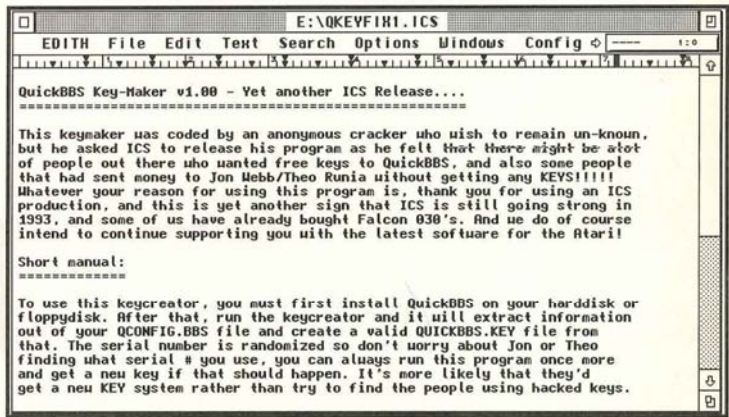 E:\QKEYFIX1.ICS
EDITH File Edit Text Search Options Windows Config ---- 1:0
1 2 3 4 5 6 7 8
QuickBBS Key-Maker v1.00 - Yet another ICS Release....
======================================================
This keymaker was coded by an anonymous cracker who wish to remain un-known,
but he asked ICS to release his program as he felt that there might be alot
of people out there who wanted free keys to QuickBBS, and also some people
that had sent money to Jon Webb/Theo Runia without getting any KEYS!!!!!
Whatever your reason for using this program is, thank you for using an ICS
production, and this is yet another sign that ICS is still going strong in
1993, and some of us have already bought Falcon 030's. And we do of course
intend to continue supporting you with the latest software for the Atari!
Short manual:
=============
To use this keycreator, you must first install QuickBBS on your harddisk or
floppydisk. After that, run the keycreator and it will extract information
out of your QCONFIG.BBS file and create a valid QUICKBBS.KEY file from
that. The serial number is randomized so don't worry about Jon or Theo
finding what serial # you use, you can always run this program once more
and get a new key if that should happen. It's more likely that they'd
get a new KEY system rather than try to find the people using hacked keys.